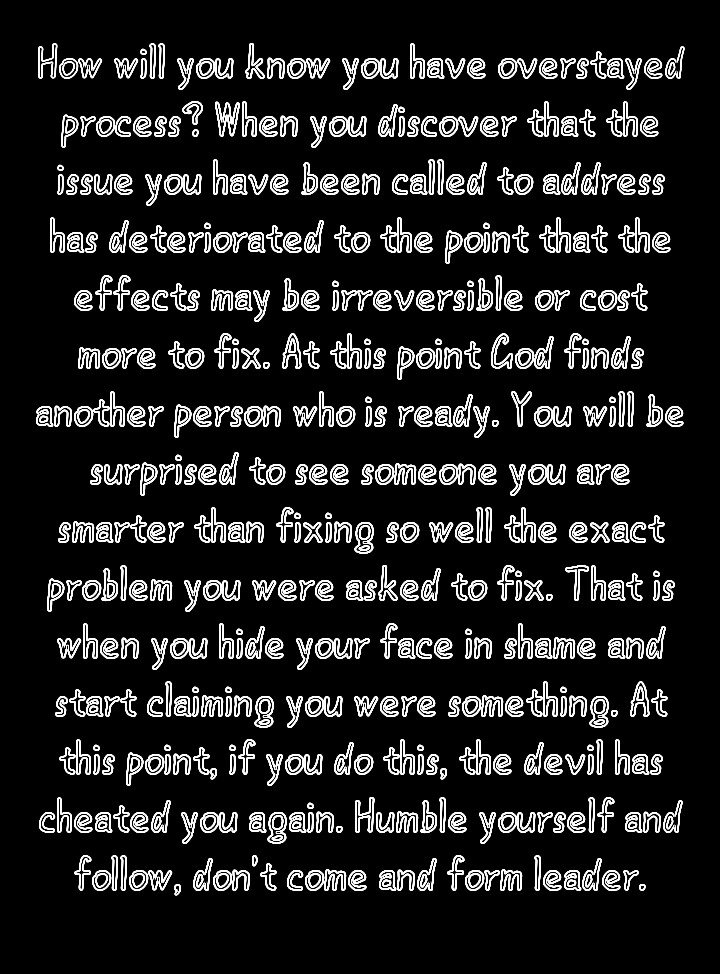 How will you know you have overstayed
process? When you discover that the
issue you have been called to address
has deteriorated to the point that the
effects may be irreversible or cost
more to fix. At this point God finds
another person who is ready. You will be
surprised to see someone you are
smarter than fixing so well the exact
problem you were asked to fix. That is
when you hide your face in shame and
start claiming you were something. At
this point, if you do this, the devil has
cheated you again. Humble yourself and
follow, don't come and form leader.